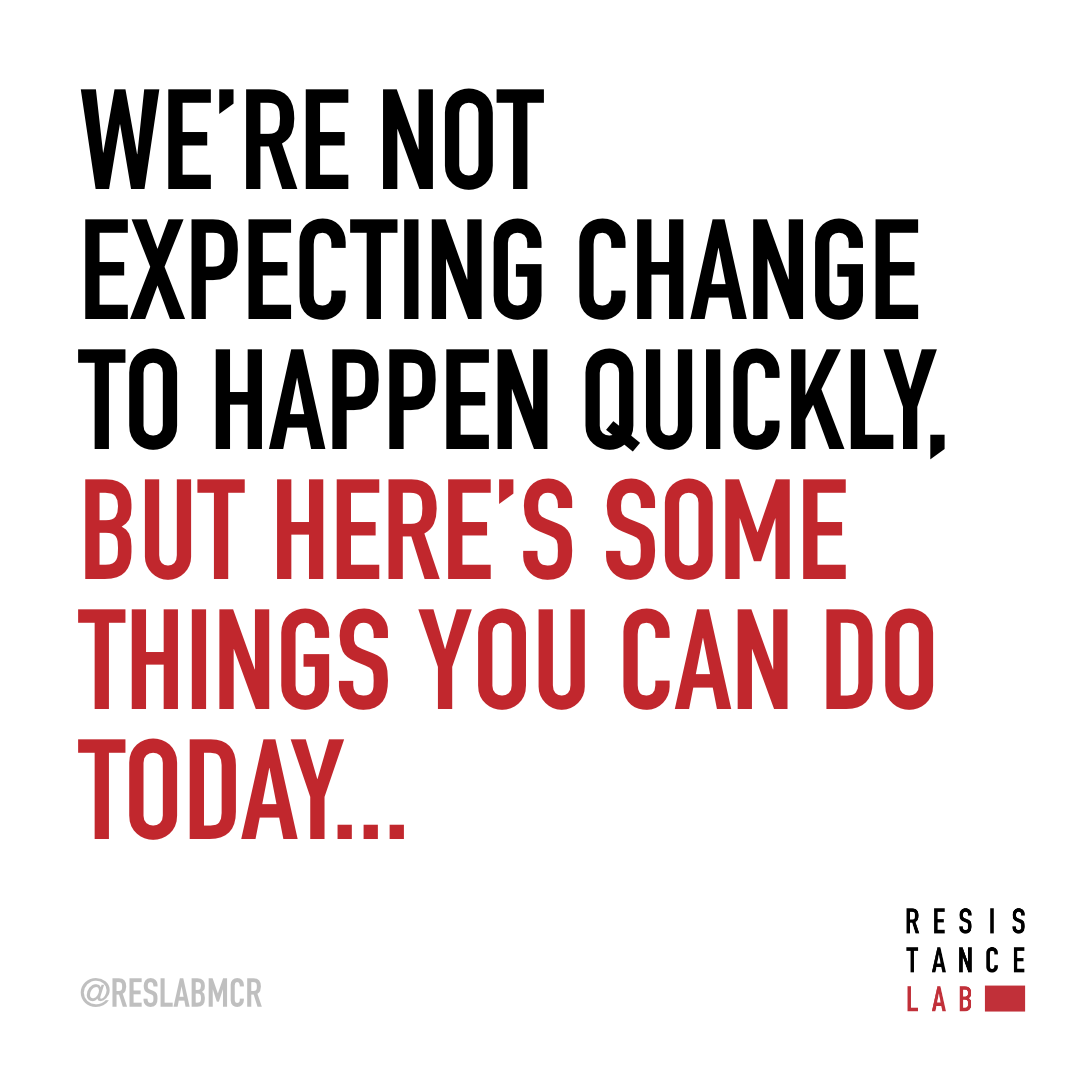 WE’RE NOT
EXPECTING CHANGE
TO HAPPEN QUICKLY,
BUT HERE’S SOME
THINGS YOU CAN DO
TODAY...
@RESLABMCR
RESIS
TANCE
LAB